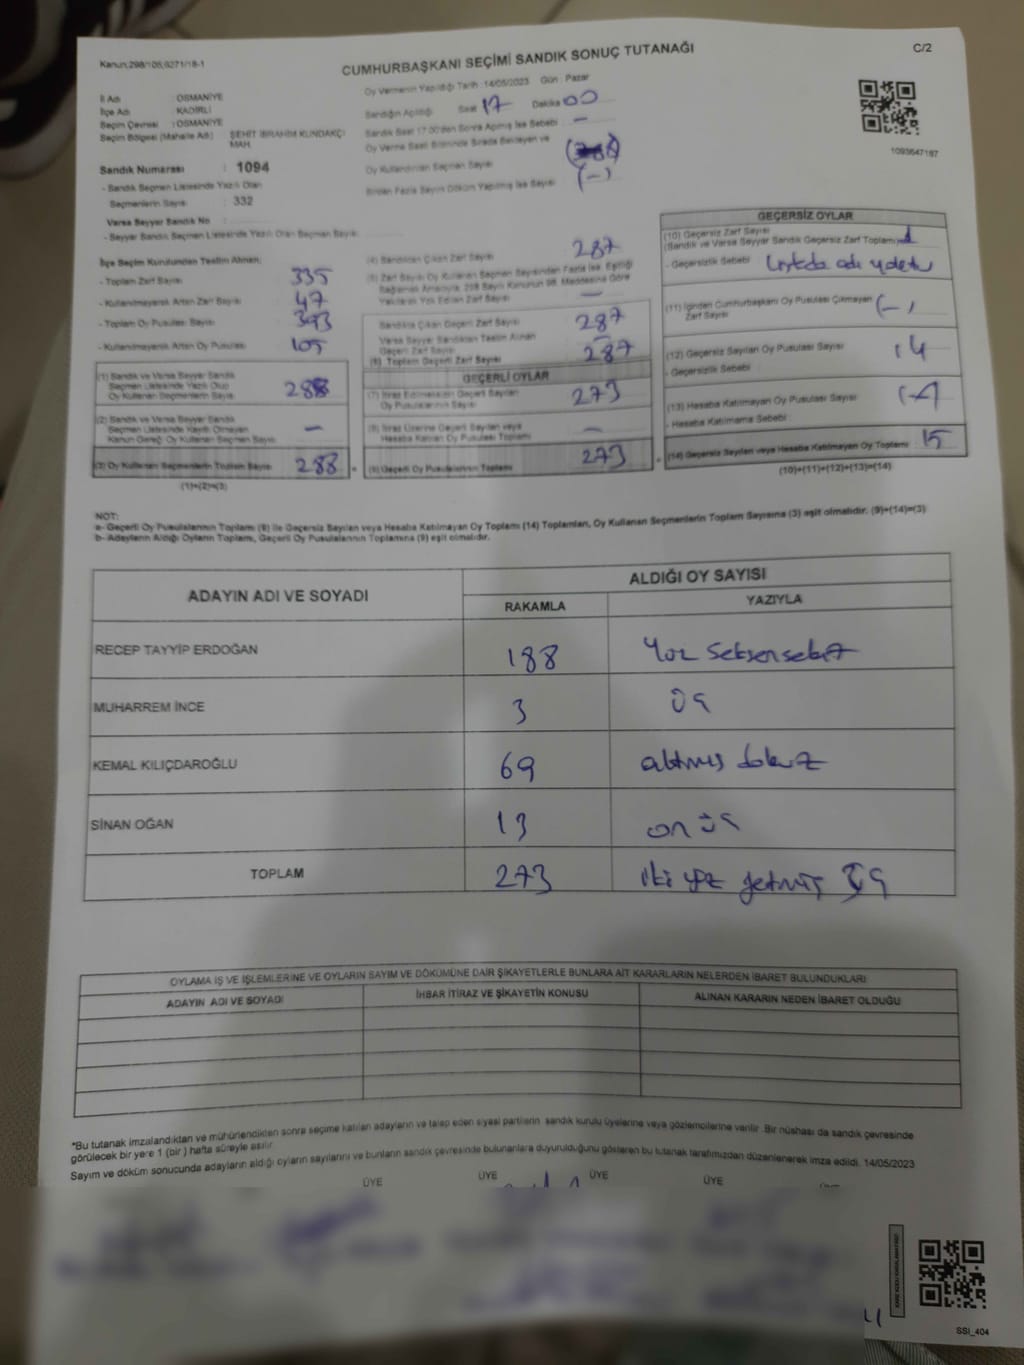 Kanun:298/105,6271/18-1
CUMHURBAŞKANI SEÇİMİ SANDIK SONUÇ TUTANAĞI
C/2
İl Adı : OSMANİYE
İlçe Adı : KADİRLİ
Seçim Çevresi : OSMANİYE
Seçim Bölgesi (Mahalle Adı) ŞEHİT İBRAHİM KUNDAKÇI MAH.
Sandık Numarası : 1094
- Sandık Seçmen Listesinde Yazılı Olan
Seçmenlerin Sayısı : 332
Varsa Seyyar Sandık No :
- Seyyar Sandık Seçmen Listesinde Yazılı Olan Seçmen Sayısı:
Oy Vermenin Yapıldığı Tarih : 14/05/2023 Gün : Pazar
Sandığın Açıldığı Saat 17 Dakika 00
Sandık Saat 17.00'den Sonra Açılmış İse Sebebi : -
Oy Verme Saati Bitiminde Sırada Bekleyen ve
Oy Kullandırılan Seçmen Sayısı
Birden Fazla Sayım Döküm Yapılmış İse Sayısı (-)
1093647197
İlçe Seçim Kurulundan Teslim Alınan;
- Toplam Zarf Sayısı 335
- Kullanılmayarak Artan Zarf Sayısı 47
- Toplam Oy Pusulası Sayısı 393
- Kullanılmayarak Artan Oy Pusulası 105
(1) Sandık ve Varsa Seyyar Sandık
Seçmen Listesinde Yazılı Olup
Oy Kullanan Seçmenlerin Sayısı 288
(2) Sandık ve Varsa Seyyar Sandık
Seçmen Listesinde Kayıtlı Olmayan
Kanun Gereği Oy Kullanan Seçmen Sayısı -
(3) Oy Kullanan Seçmenlerin Toplam Sayısı 288
(1)+(2)=(3)
(4) Sandıktan Çıkan Zarf Sayısı 287
(5) Zarf Sayısı Oy Kullanan Seçmen Sayısından Fazla İse, Eşitliği
Sağlamak Amacıyla, 298 Sayılı Kanunun 98. Maddesine Göre
Yakılarak Yok Edilen Zarf Sayısı -
Sandıkta Çıkan Geçerli Zarf Sayısı 287
Varsa Seyyar Sandıktan Teslim Alınan
Geçerli Zarf Sayısı -
(6) Toplam Geçerli Zarf Sayısı 287
GEÇERLİ OYLAR
(7) İtiraz Edilmeksizin Geçerli Sayılan
Oy Pusulalarının Sayısı 273
(8) İtiraz Üzerine Geçerli Sayılan veya
Hesaba Katılan Oy Pusulası Toplamı -
(9) Geçerli Oy Pusulalarının Toplamı 273
GEÇERSİZ OYLAR
(10) Geçersiz Zarf Sayısı
(Sandık ve Varsa Seyyar Sandık Geçersiz Zarf Toplamı) 1
- Geçersizlik Sebebi Listede adı yoktu
(11) İçinden Cumhurbaşkanı Oy Pusulası Çıkmayan
Zarf Sayısı (-)
(12) Geçersiz Sayılan Oy Pusulası Sayısı 14
- Geçersizlik Sebebi :
(13) Hesaba Katılmayan Oy Pusulası Sayısı
- Hesaba Katılmama Sebebi :
(14) Geçersiz Sayılan veya Hesaba Katılmayan Oy Toplamı 15
(10)+(11)+(12)+(13)=(14)
NOT:
a- Geçerli Oy Pusulalarının Toplamı (9) ile Geçersiz Sayılan veya Hesaba Katılmayan Oy Toplamı (14) Toplamları, Oy Kullanan Seçmenlerin Toplam Sayısına (3) eşit olmalıdır. (9)+(14)=(3)
b- Adayların Aldığı Oyların Toplamı, Geçerli Oy Pusulalarının Toplamına (9) eşit olmalıdır.
ADAYIN ADI VE SOYADI
ALDIĞI OY SAYISI
RAKAMLA YAZIYLA
RECEP TAYYİP ERDOĞAN 188 Yüz seksensekiz
MUHARREM İNCE 3 üç
KEMAL KILIÇDAROĞLU 69 altmış dokuz
SİNAN OĞAN 13 on üç
TOPLAM 273 iki yüz yetmiş üç
OYLAMA İŞ VE İŞLEMLERİNE VE OYLARIN SAYIM VE DÖKÜMÜNE DAİR ŞİKAYETLERLE BUNLARA AİT KARARLARIN NELERDEN İBARET BULUNDUKLARI
ADAYIN ADI VE SOYADI İHBAR İTİRAZ VE ŞİKAYETİN KONUSU ALINAN KARARIN NEDEN İBARET OLDUĞU
*Bu tutanak imzalandıktan ve mühürlendikten sonra seçime katılan adayların ve talep eden siyasi partilerin sandık kurulu üyelerine veya gözlemcilerine verilir. Bir nüshası da sandık çevresinde
görülecek bir yere 1 (bir) hafta süreyle asılır.
Sayım ve döküm sonucunda adayların aldığı oyların sayılarını ve bunların sandık çevresinde bulunanlara duyurulduğunu gösteren bu tutanak tarafımızdan düzenlenerek imza edildi. 14/05/2023
ÜYE ÜYE ÜYE ÜYE
SSI_404